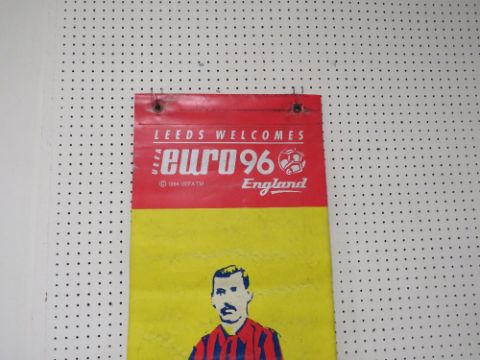 LEEDS WELCOMES
UEFA euro96
© 1994 UEFA TM England